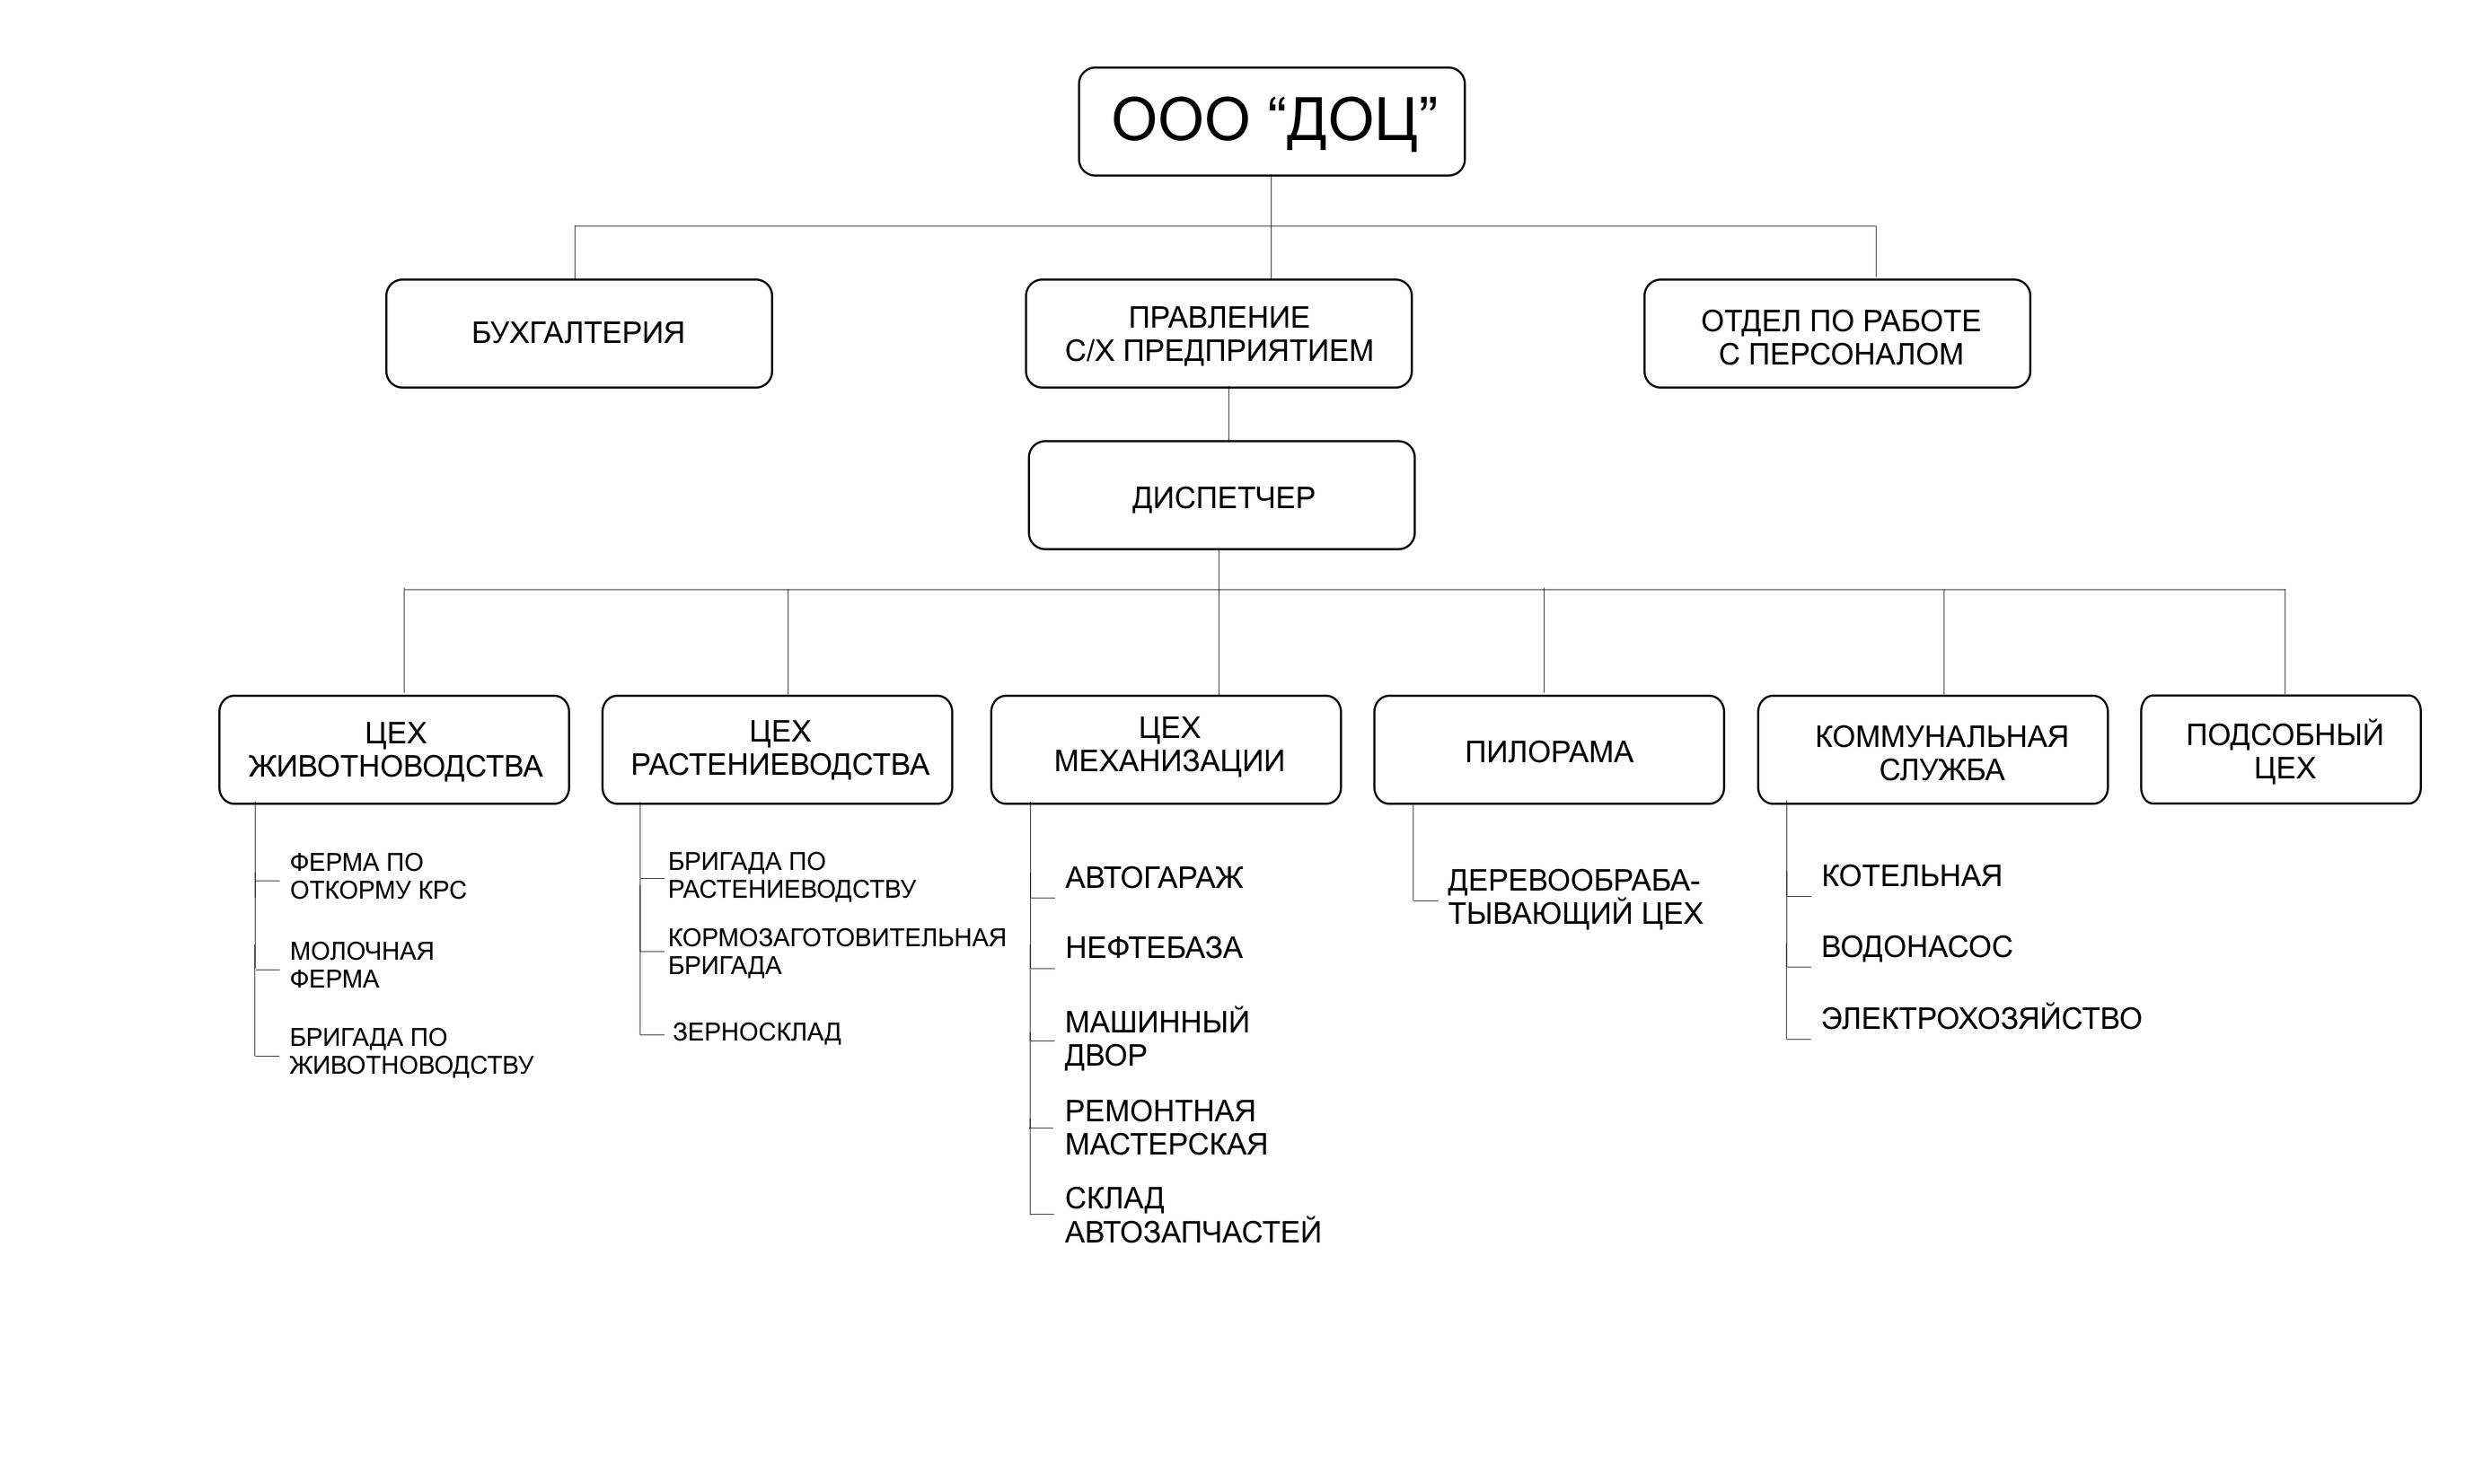 ООО “ДОЦ”
БУХГАЛТЕРИЯ
ПРАВЛЕНИЕ
С/Х ПРЕДПРИЯТИЕМ
ОТДЕЛ ПО РАБОТЕ
С ПЕРСОНАЛОМ
ДИСПЕТЧЕР
ЦЕХ
ЖИВОТНОВОДСТВА
ЦЕХ
РАСТЕНИЕВОДСТВА
ЦЕХ
МЕХАНИЗАЦИИ
ПИЛОРАМА
КОММУНАЛЬНАЯ
СЛУЖБА
ПОДСОБНЫЙ
ЦЕХ
ФЕРМА ПО
ОТКОРМУ КРС
МОЛОЧНАЯ
ФЕРМА
БРИГАДА ПО
ЖИВОТНОВОДСТВУ
БРИГАДА ПО
РАСТЕНИЕВОДСТВУ
КОРМОЗАГОТОВИТЕЛЬНАЯ
БРИГАДА
ЗЕРНОСКЛАД
АВТОГАРАЖ
НЕФТЕБАЗА
МАШИННЫЙ
ДВОР
РЕМОНТНАЯ
МАСТЕРСКАЯ
СКЛАД
АВТОЗАПЧАСТЕЙ
ДЕРЕВООБРАБА-
ТЫВАЮЩИЙ ЦЕХ
КОТЕЛЬНАЯ
ВОДОНАСОС
ЭЛЕКТРОХОЗЯЙСТВО